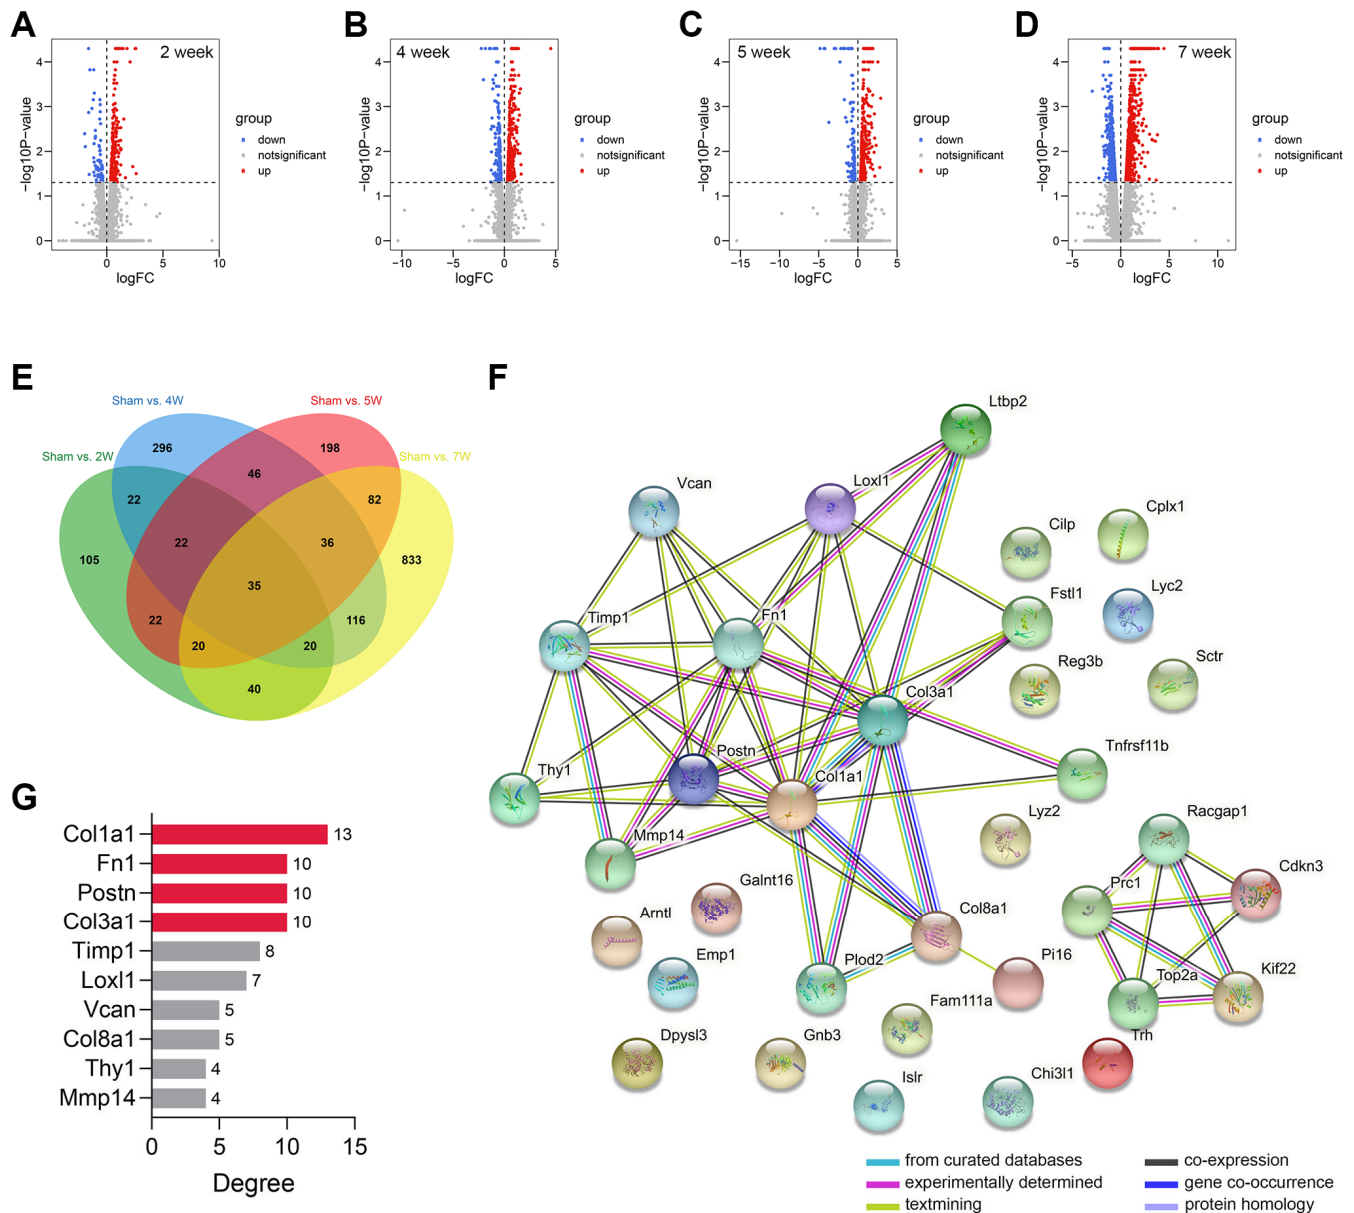 A
2 week
−log10P−value
4
3
2
1
0
0
5
10
logFC
group
down
notsignificant
up
B
4 week
−log10P−value
4
3
2
1
0
−10
−5
0
5
logFC
group
down
notsignificant
up
C
5 week
−log10P−value
4
3
2
1
0
−15
−10
−5
0
5
logFC
group
down
notsignificant
up
D
7 week
−log10P−value
4
3
2
1
0
−5
0
5
10
logFC
group
down
notsignificant
up
E
Sham vs. 4W
Sham vs. 5W
Sham vs. 2W
Sham vs. 7W
296
198
46
22
82
22
36
105
35
833
22
116
20
20
40
F
Ltbp2
Vcan
Loxl1
Cilp
Cplx1
Fstl1
Lyc2
Timp1
Fn1
Reg3b
Sctr
Col3a1
Tnfrsf11b
Postn
Thy1
Col1a1
Lyz2
Racgap1
Mmp14
Cdkn3
Prc1
Galnt16
Arntl
Col8a1
Emp1
Plod2
Pi16
Top2a
Kif22
Fam111a
Dpysl3
Gnb3
Trh
Islr
Chi3l1
from curated databases
experimentally determined
textmining
co-expression
gene co-occurrence
protein homology
G
Col1a1
13
Fn1
10
Postn
10
Col3a1
10
Timp1
8
Loxl1
7
Vcan
5
Col8a1
5
Thy1
4
Mmp14
4
0
5
10
15
Degree